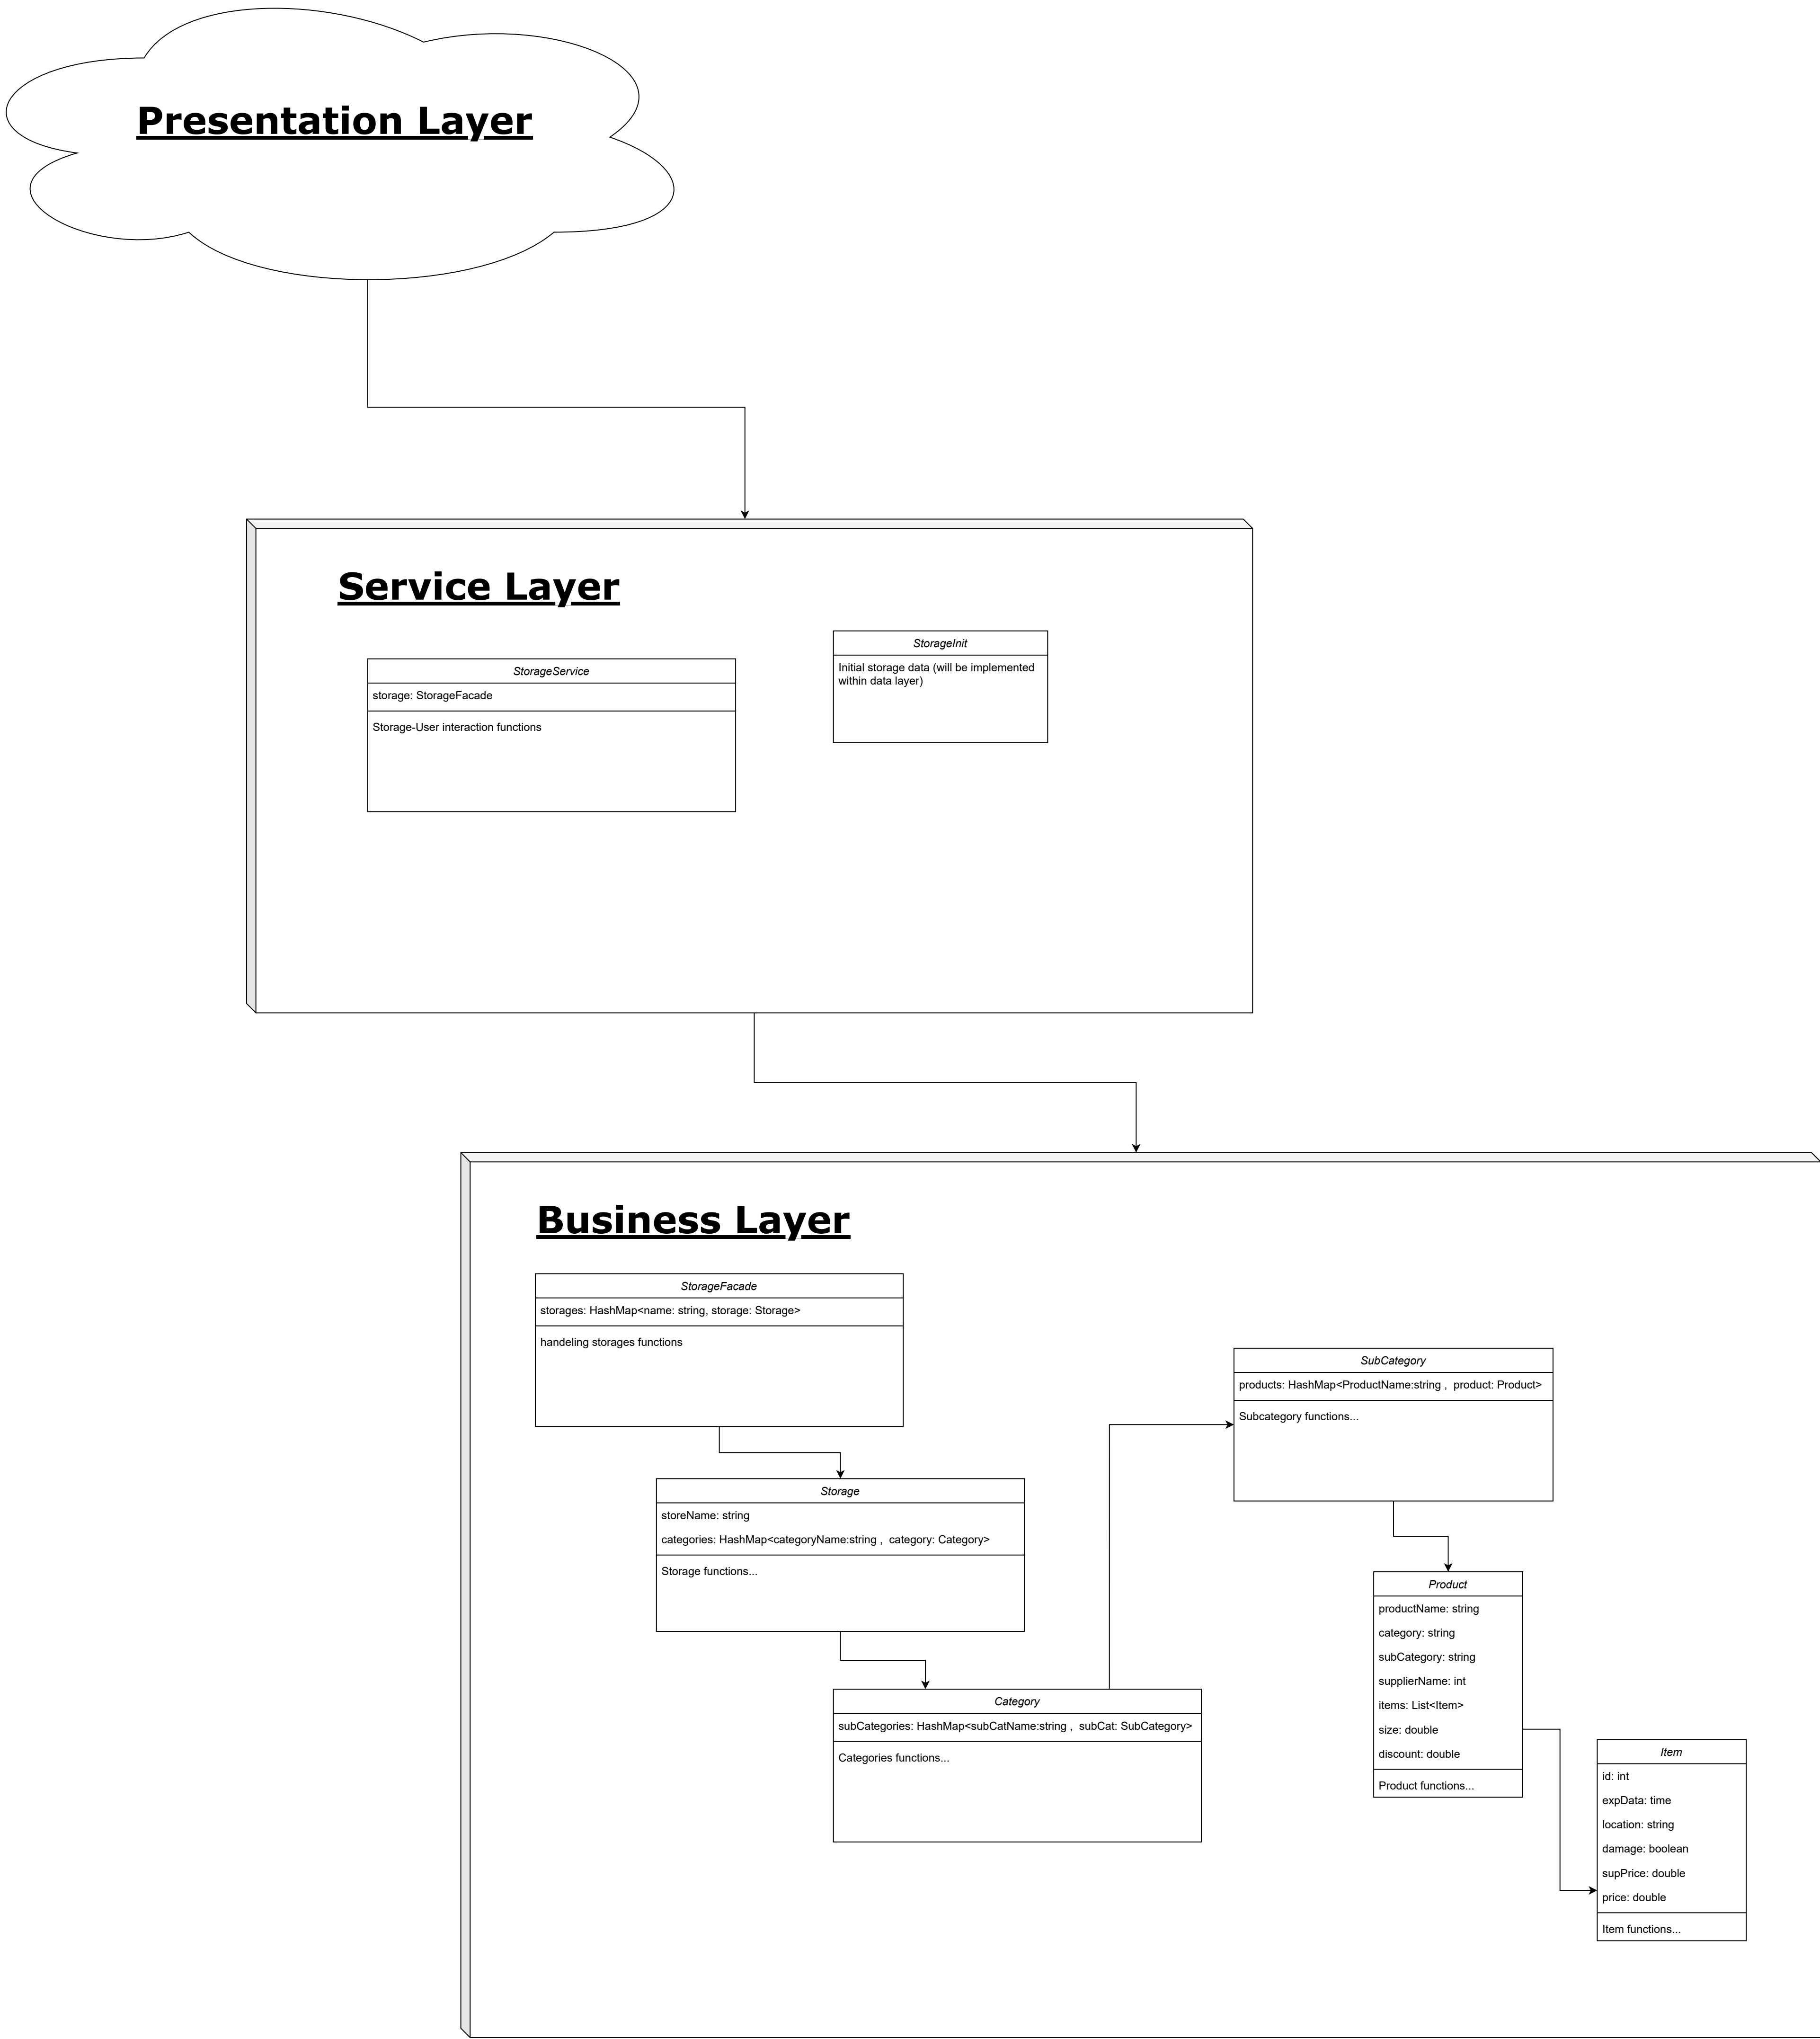 Presentation Layer
Service Layer
StorageInit
Initial storage data (will be implemented
within data layer)
StorageService
storage: StorageFacade
Storage-User interaction functions
Business Layer
StorageFacade
storages: HashMap<name: string, storage: Storage>
handeling storages functions
SubCategory
products: HashMap<ProductName:string ,  product: Product>
Subcategory functions...
Storage
storeName: string
categories: HashMap<categoryName:string ,  category: Category>
Storage functions...
Product
productName: string
category: string
subCategory: string
supplierName: int
items: List<Item>
size: double
discount: double
Product functions...
Category
subCategories: HashMap<subCatName:string ,  subCat: SubCategory>
Categories functions...
Item
id: int
expData: time
location: string
damage: boolean
supPrice: double
price: double
Item functions...